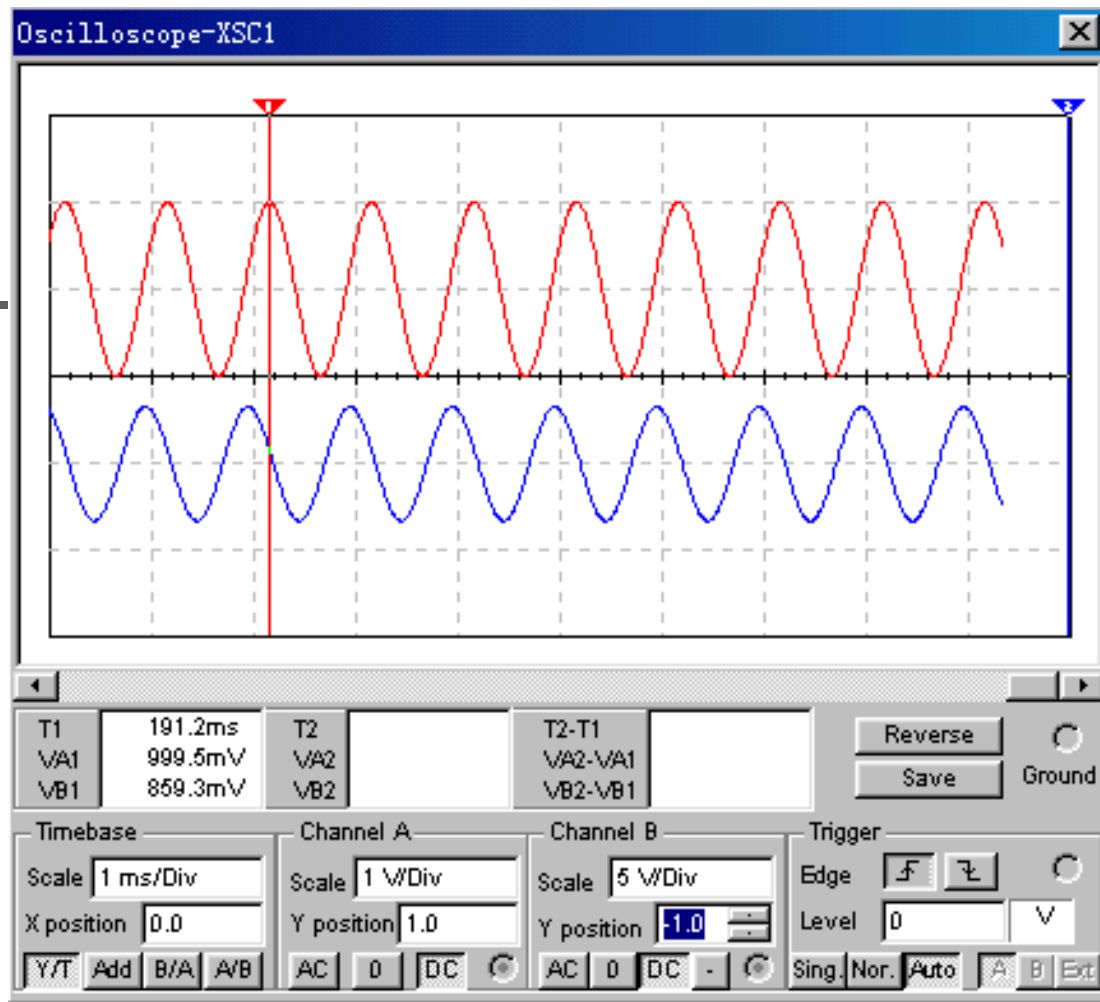 Oscilloscope-XSC1
1 2
T1 191.2ms T2 T2-T1
VA1 999.5mV VA2 VA2-VA1
VB1 859.3mV VB2 VB2-VB1
Reverse
Save
Ground
Timebase
Scale 1 ms/Div
X position 0.0
Y/T Add B/A A/B
Channel A
Scale 1 V/Div
Y position 1.0
AC 0 DC
Channel B
Scale 5 V/Div
Y position -1.0
AC 0 DC -
Trigger
Edge
Level 0 V
Sing. Nor. Auto A B Ext